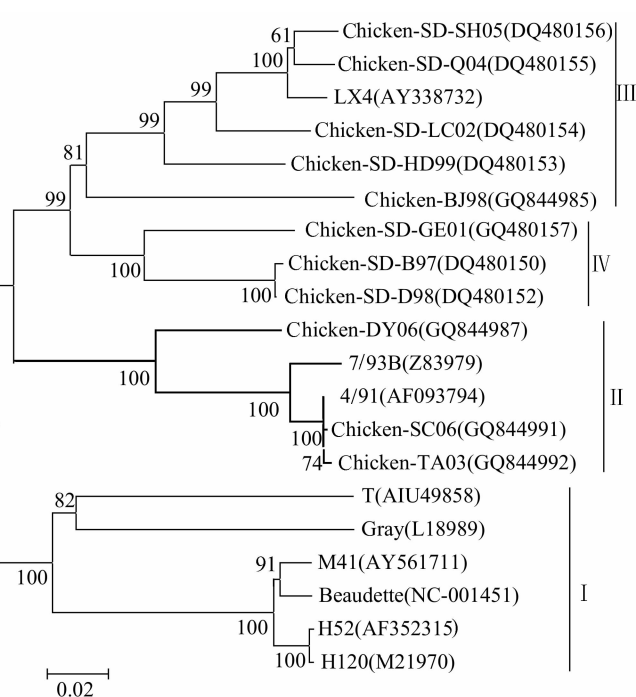 61 Chicken-SD-SH05(DQ480156)
100 Chicken-SD-Q04(DQ480155)
LX4(AY338732)
III
99
Chicken-SD-LC02(DQ480154)
99
Chicken-SD-HD99(DQ480153)
81
Chicken-BJ98(GQ844985)
99
Chicken-SD-GE01(GQ480157)
100 Chicken-SD-B97(DQ480150)
IV
100 Chicken-SD-D98(DQ480152)
Chicken-DY06(GQ844987)
7/93B(Z83979)
100
4/91(AF093794)
II
100
100 Chicken-SC06(GQ844991)
74 Chicken-TA03(GQ844992)
82 T(AIU49858)
Gray(L18989)
91 M41(AY561711)
100
Beaudette(NC-001451)
I
100 H52(AF352315)
100 H120(M21970)
0.02